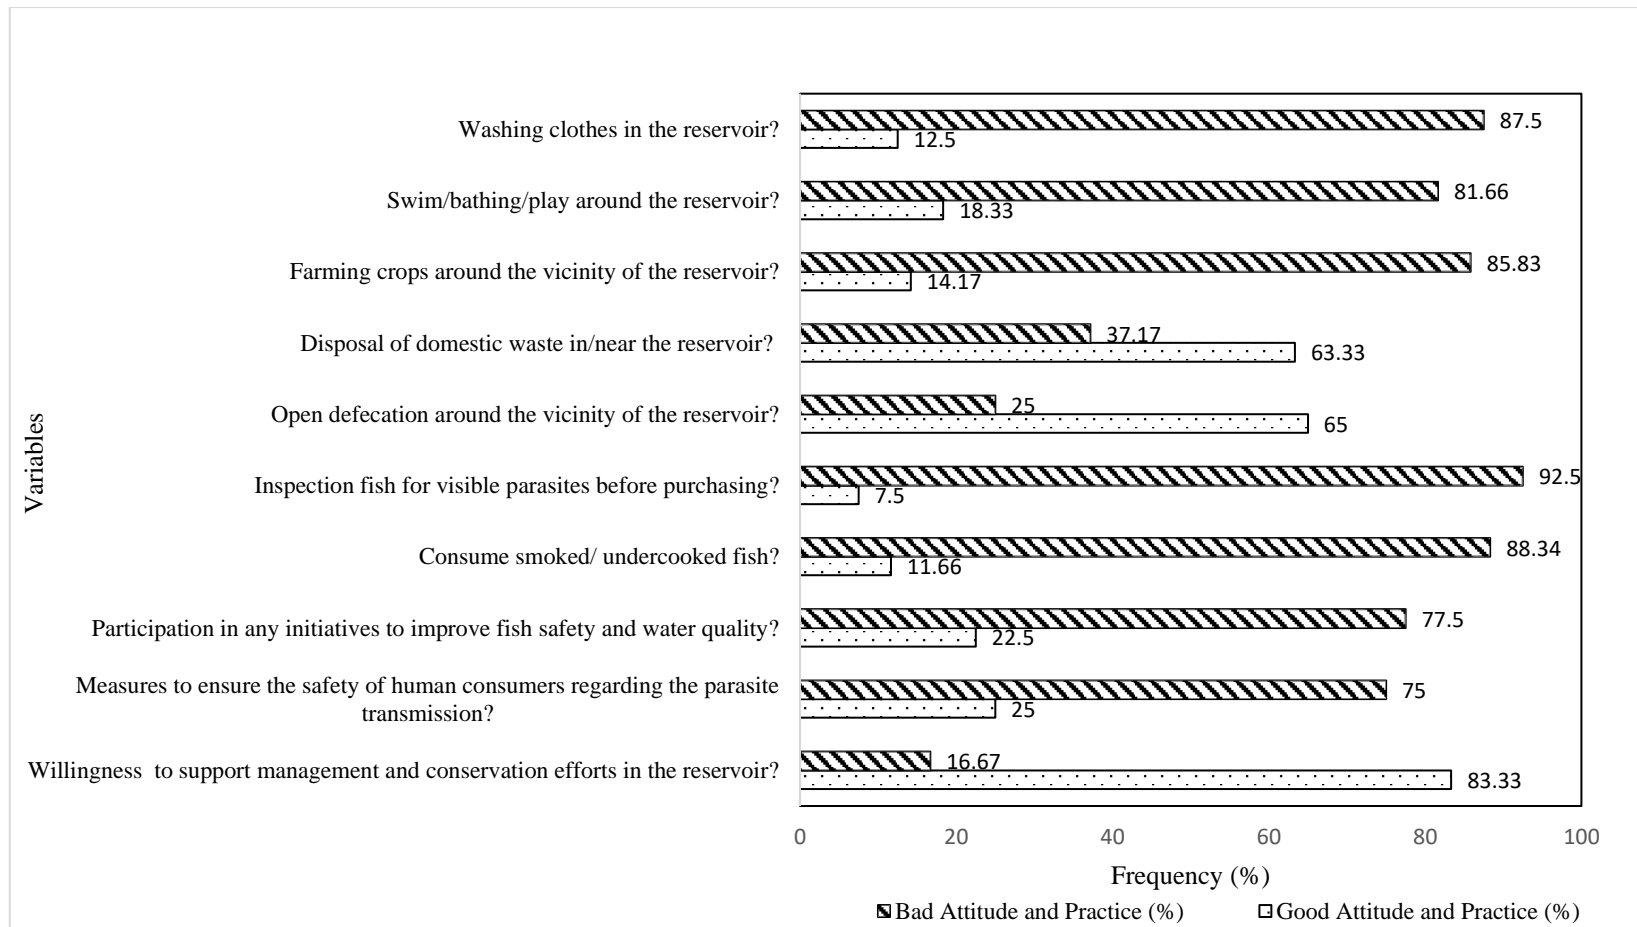 Variables
Washing clothes in the reservoir?
87.5
12.5
Swim/bathing/play around the reservoir?
81.66
18.33
Farming crops around the vicinity of the reservoir?
85.83
14.17
Disposal of domestic waste in/near the reservoir?
37.17
63.33
Open defecation around the vicinity of the reservoir?
25
65
Inspection fish for visible parasites before purchasing?
92.5
7.5
Consume smoked/ undercooked fish?
88.34
11.66
Participation in any initiatives to improve fish safety and water quality?
77.5
22.5
Measures to ensure the safety of human consumers regarding the parasite
transmission?
75
25
Willingness  to support management and conservation efforts in the reservoir?
16.67
83.33
0 20 40 60 80 100
Frequency (%)
Bad Attitude and Practice (%) Good Attitude and Practice (%)